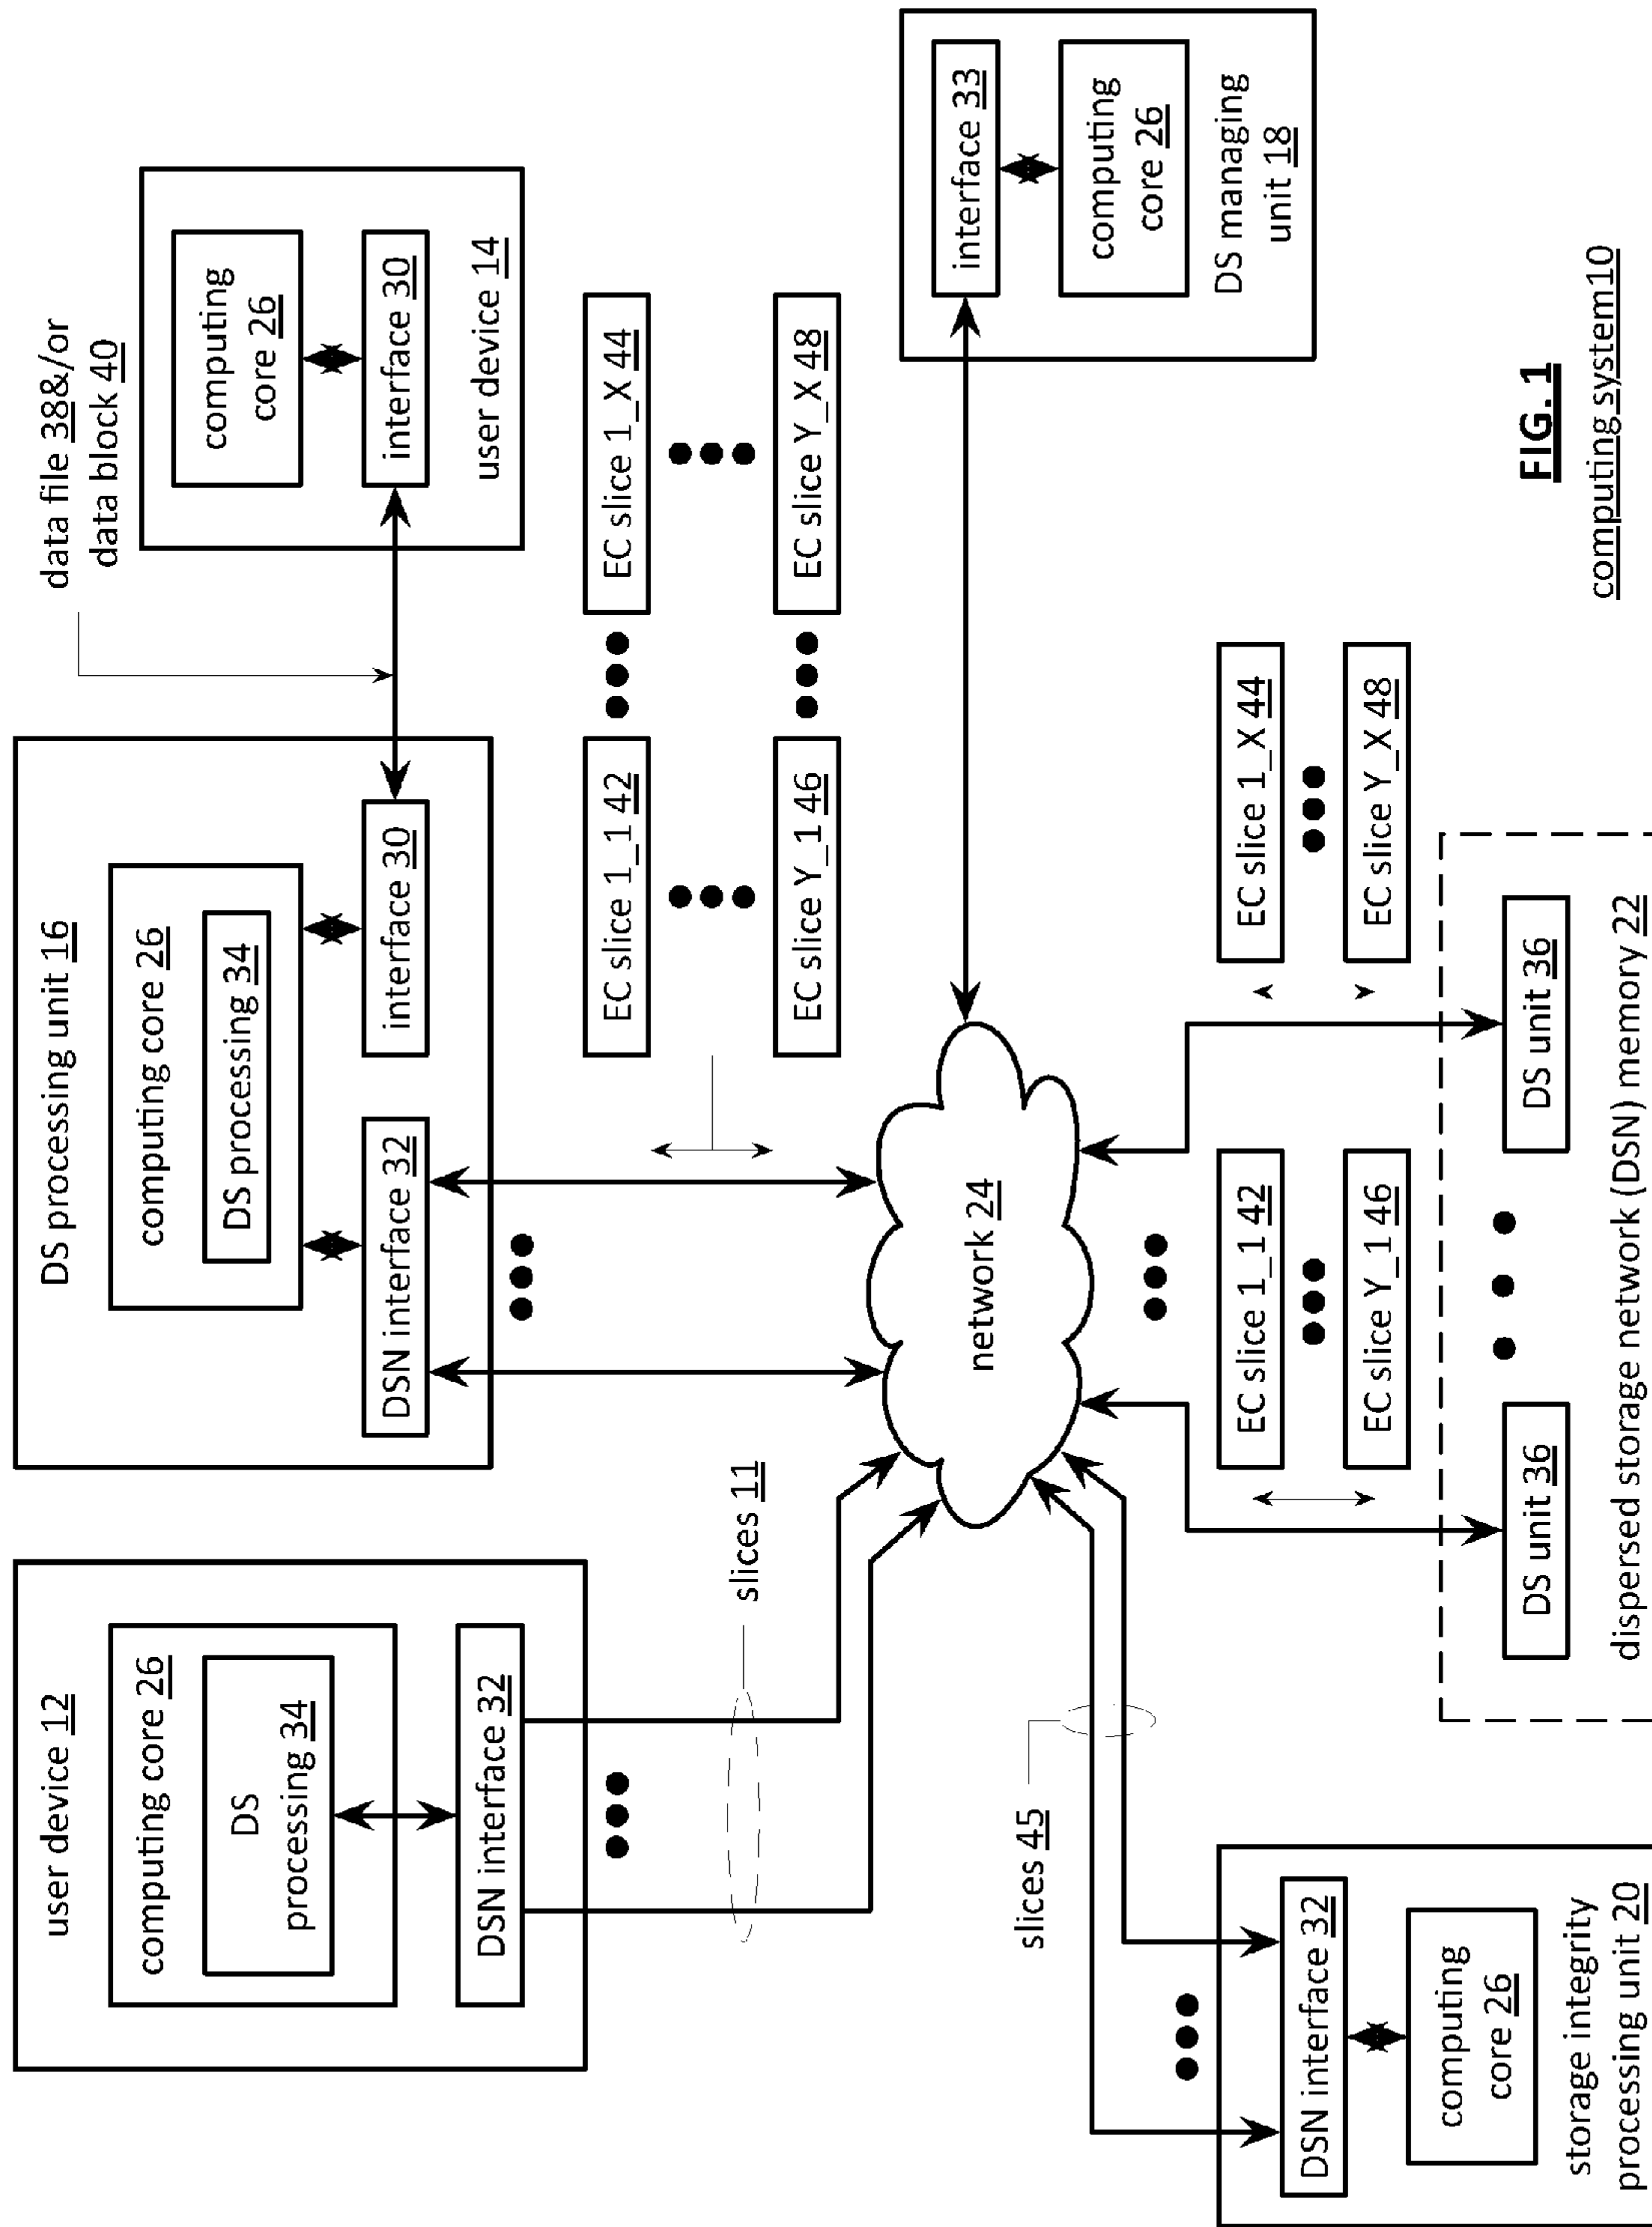 user device 12
computing core 26
DS
processing 34
DSN interface 32
slices 11
DS processing unit 16
computing core 26
DS processing 34
DSN interface 32
interface 30
data file 38&/or
data block 40
computing
core 26
interface 30
user device 14
EC slice 1_1 42
EC slice 1_X 44
EC slice Y_1 46
EC slice Y_X 48
network 24
interface 33
computing
core 26
DS managing
unit 18
slices 45
DSN interface 32
computing
core 26
storage integrity
processing unit 20
EC slice 1_1 42
EC slice Y_1 46
EC slice 1_X 44
EC slice Y_X 48
DS unit 36
DS unit 36
dispersed storage network (DSN) memory 22
FIG. 1
computing system10